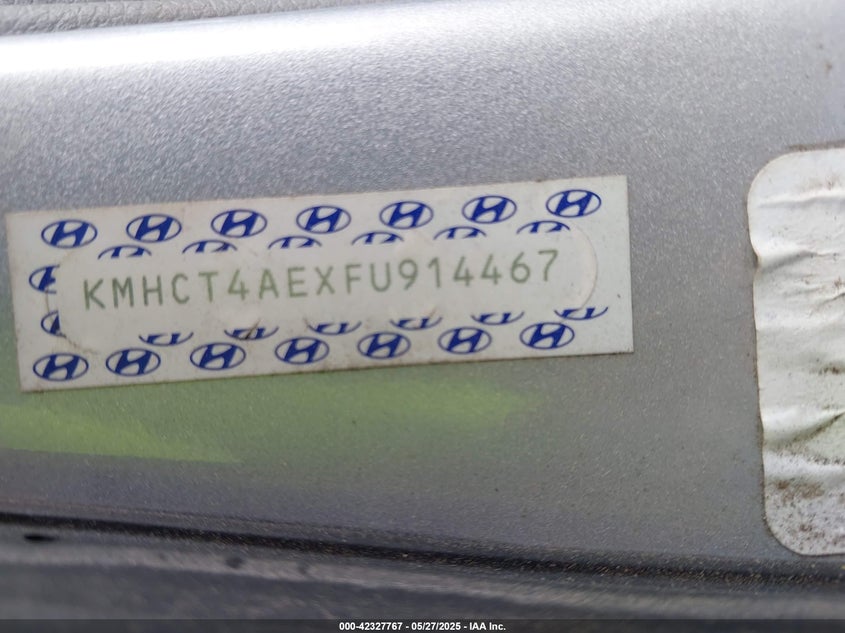 KMHCT4AEXFU914467
000-42327767 - 05/27/2025 - IAA Inc.